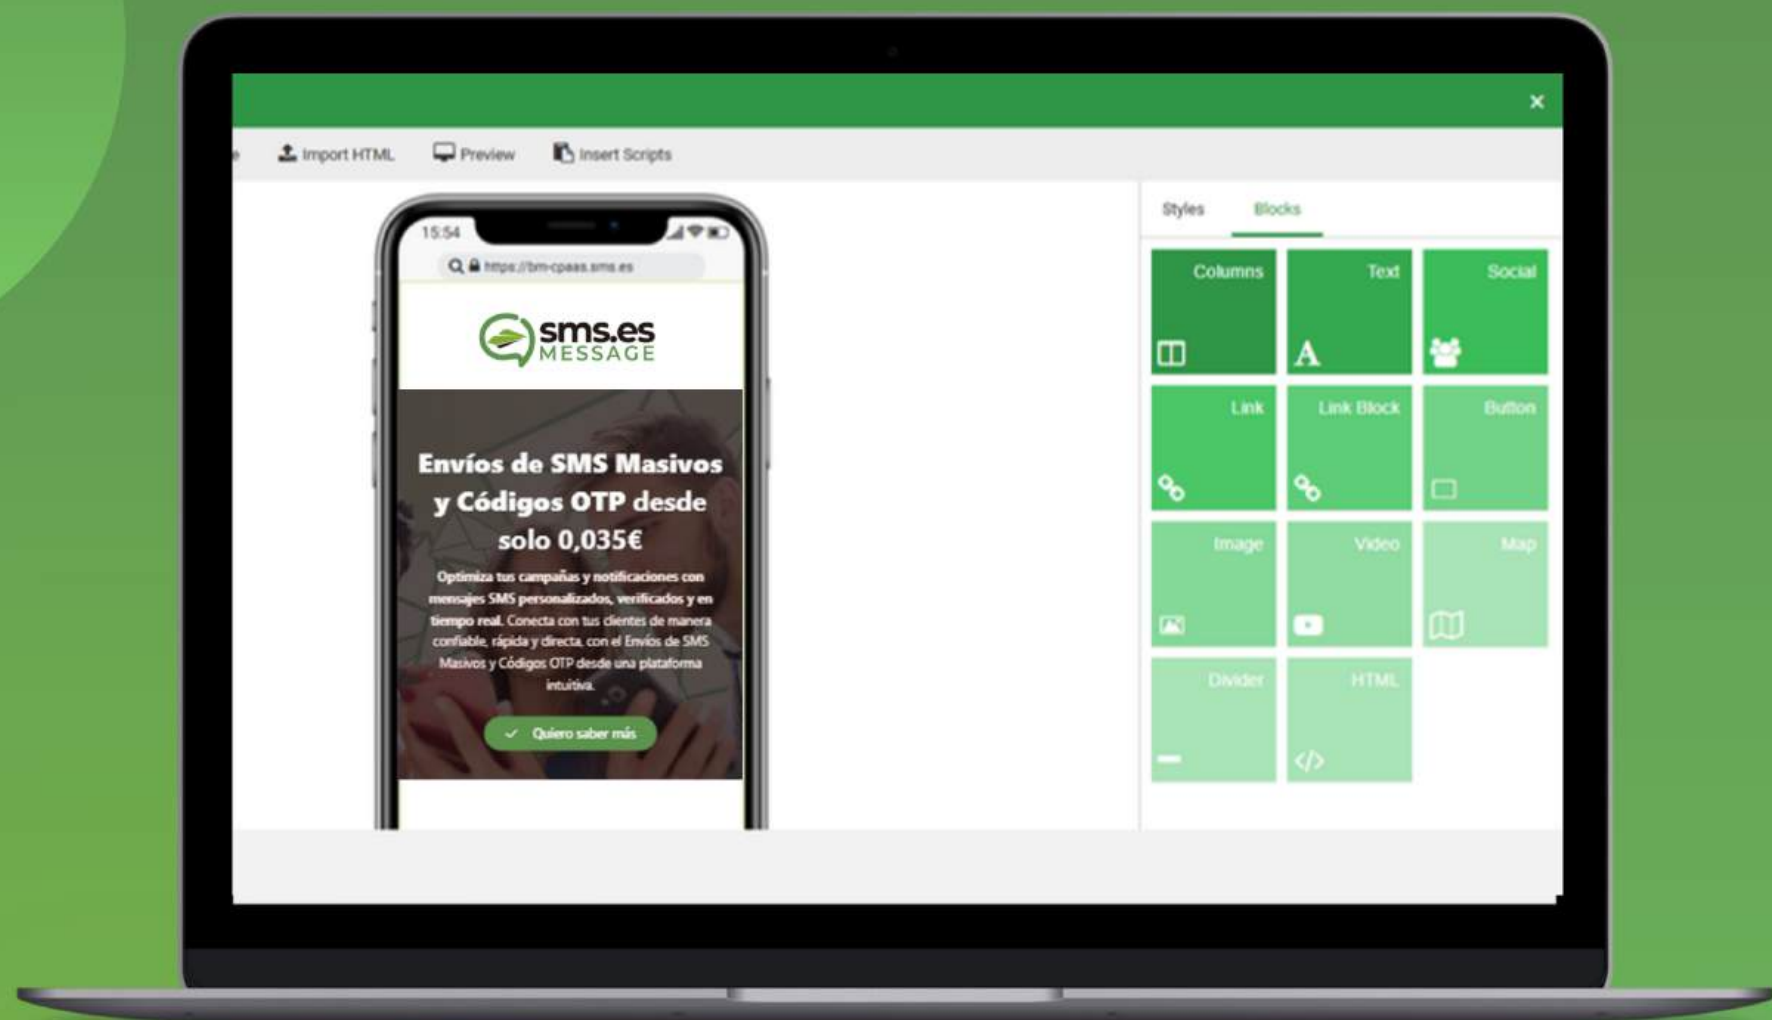 Import HTML Preview Insert Scripts
15:54
https://bm-cpaas.sms.es
sms.es
MESSAGE
Envíos de SMS Masivos
y Códigos OTP desde
solo 0,035€
Optimiza tus campañas y notificaciones con
mensajes SMS personalizados, verificados y en
tiempo real. Conecta con tus clientes de manera
confiable, rápida y directa, con el Envíos de SMS
Masivos y Códigos OTP desde una plataforma
intuitiva.
Quiero saber más
Styles Blocks
Columns Text Social
A
Link Link Block Button
Image Video Map
Divider HTML